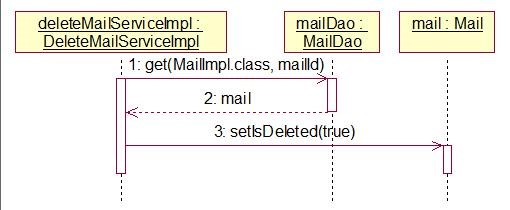 deleteMailServiceImpl :
DeleteMailServiceImpl
mailDao :
MailDao
mail : Mail
1: get(MailImpl.class, mailId)
2: mail
3: setIsDeleted(true)